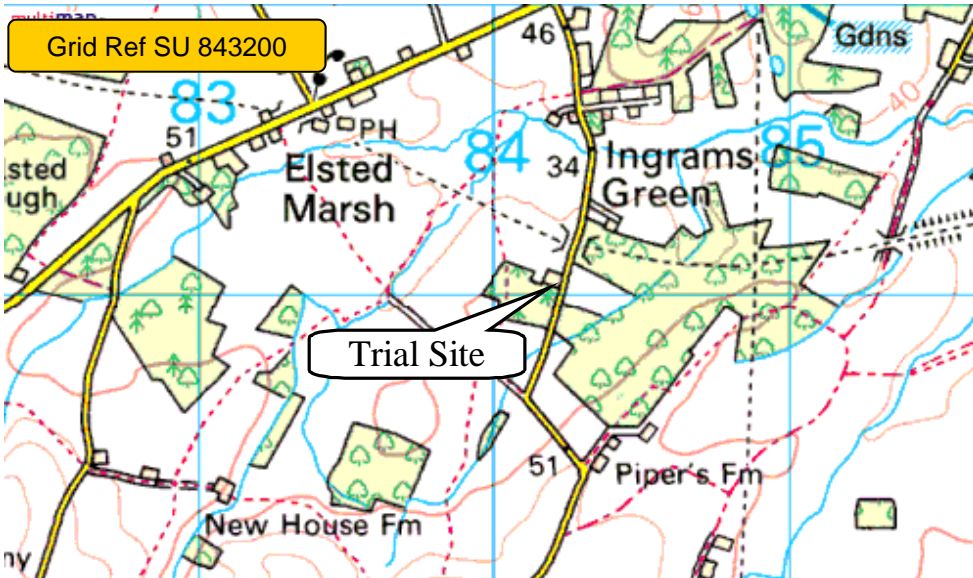 multimap
Grid Ref SU 843200
46
Gdns
83
40
51
PH
sted
ugh
Elsted
Marsh
84
34
Ingrams
Green
85
Trial Site
51
Piper's Fm
New House Fm
ny